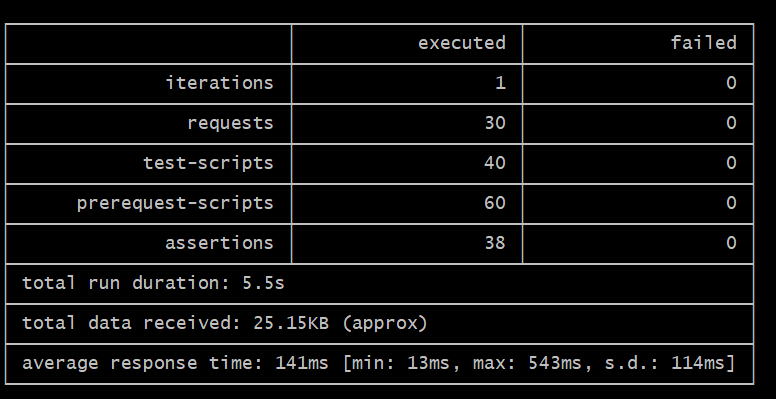 executed failed
iterations 1 0
requests 30 0
test-scripts 40 0
prerequest-scripts 60 0
assertions 38 0
total run duration: 5.5s
total data received: 25.15KB (approx)
average response time: 141ms [min: 13ms, max: 543ms, s.d.: 114ms]